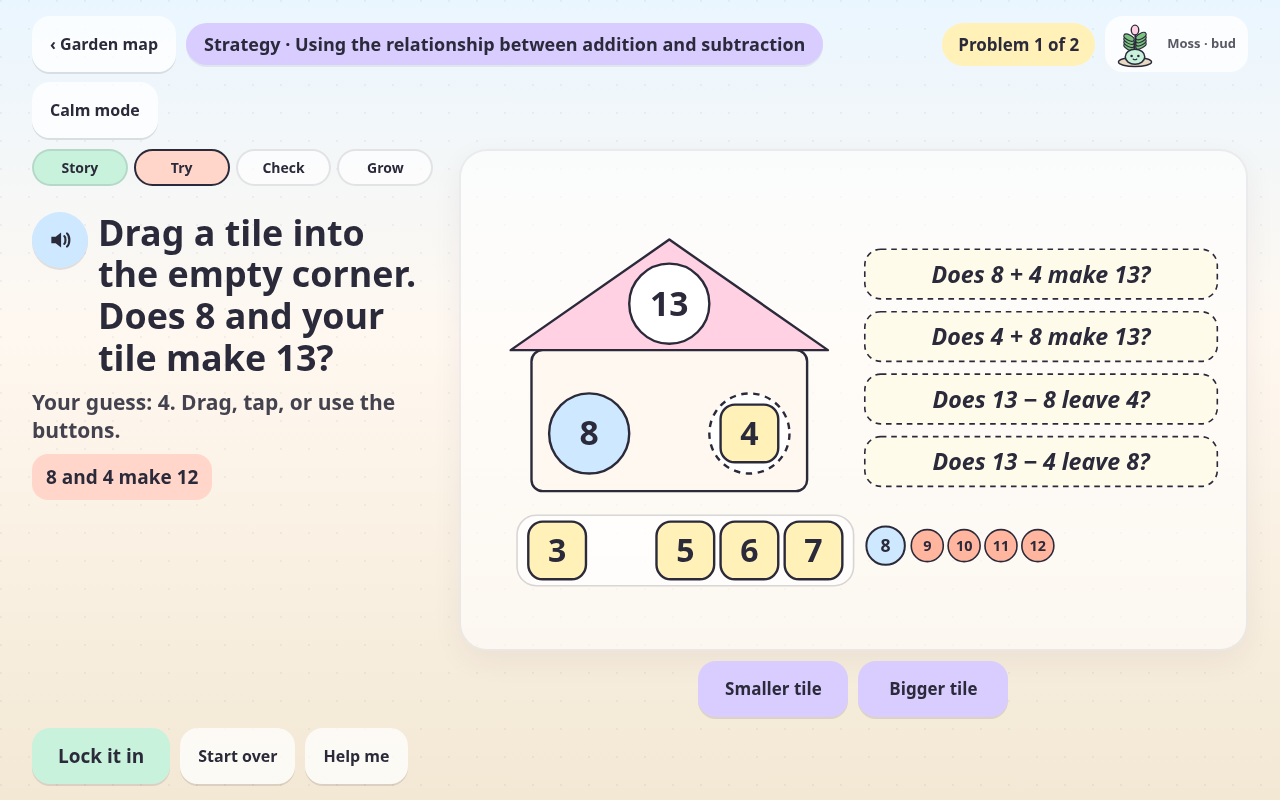 ‹ Garden map
Strategy · Using the relationship between addition and subtraction
Problem 1 of 2
Moss · bud
Calm mode
Story
Try
Check
Grow
Drag a tile into
the empty corner.
Does 8 and your
tile make 13?
Your guess: 4. Drag, tap, or use the
buttons.
8 and 4 make 12
13
8
4
3
5
6
7
Does 8 + 4 make 13?
Does 4 + 8 make 13?
Does 13 − 8 leave 4?
Does 13 − 4 leave 8?
8 9 10 11 12
Smaller tile
Bigger tile
Lock it in
Start over
Help me